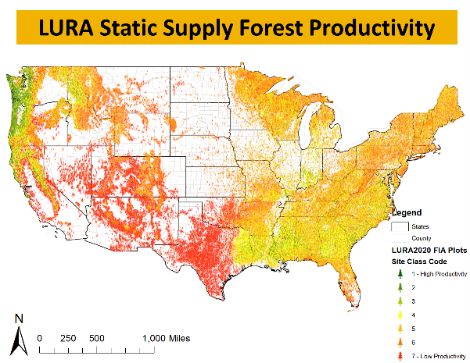 LURA Static Supply Forest Productivity
Legend
States
County
LURA2020 FIA Plots
Site Class Code
1 - High Productivity
2
3
4
5
6
7 - Low Productivity
N
0 250 500 1,000 Miles